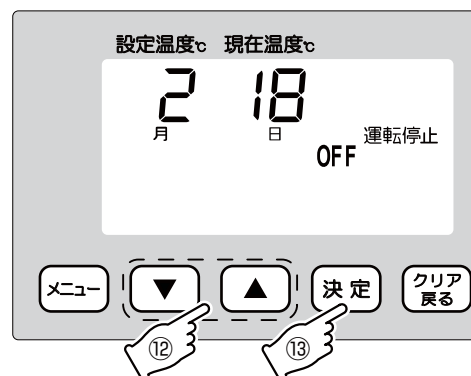 設定温度℃ 現在温度℃
2 18
月 日
運転停止
OFF
メニュー ▼ ▲ 決定 クリア
戻る
⑫ ⑬